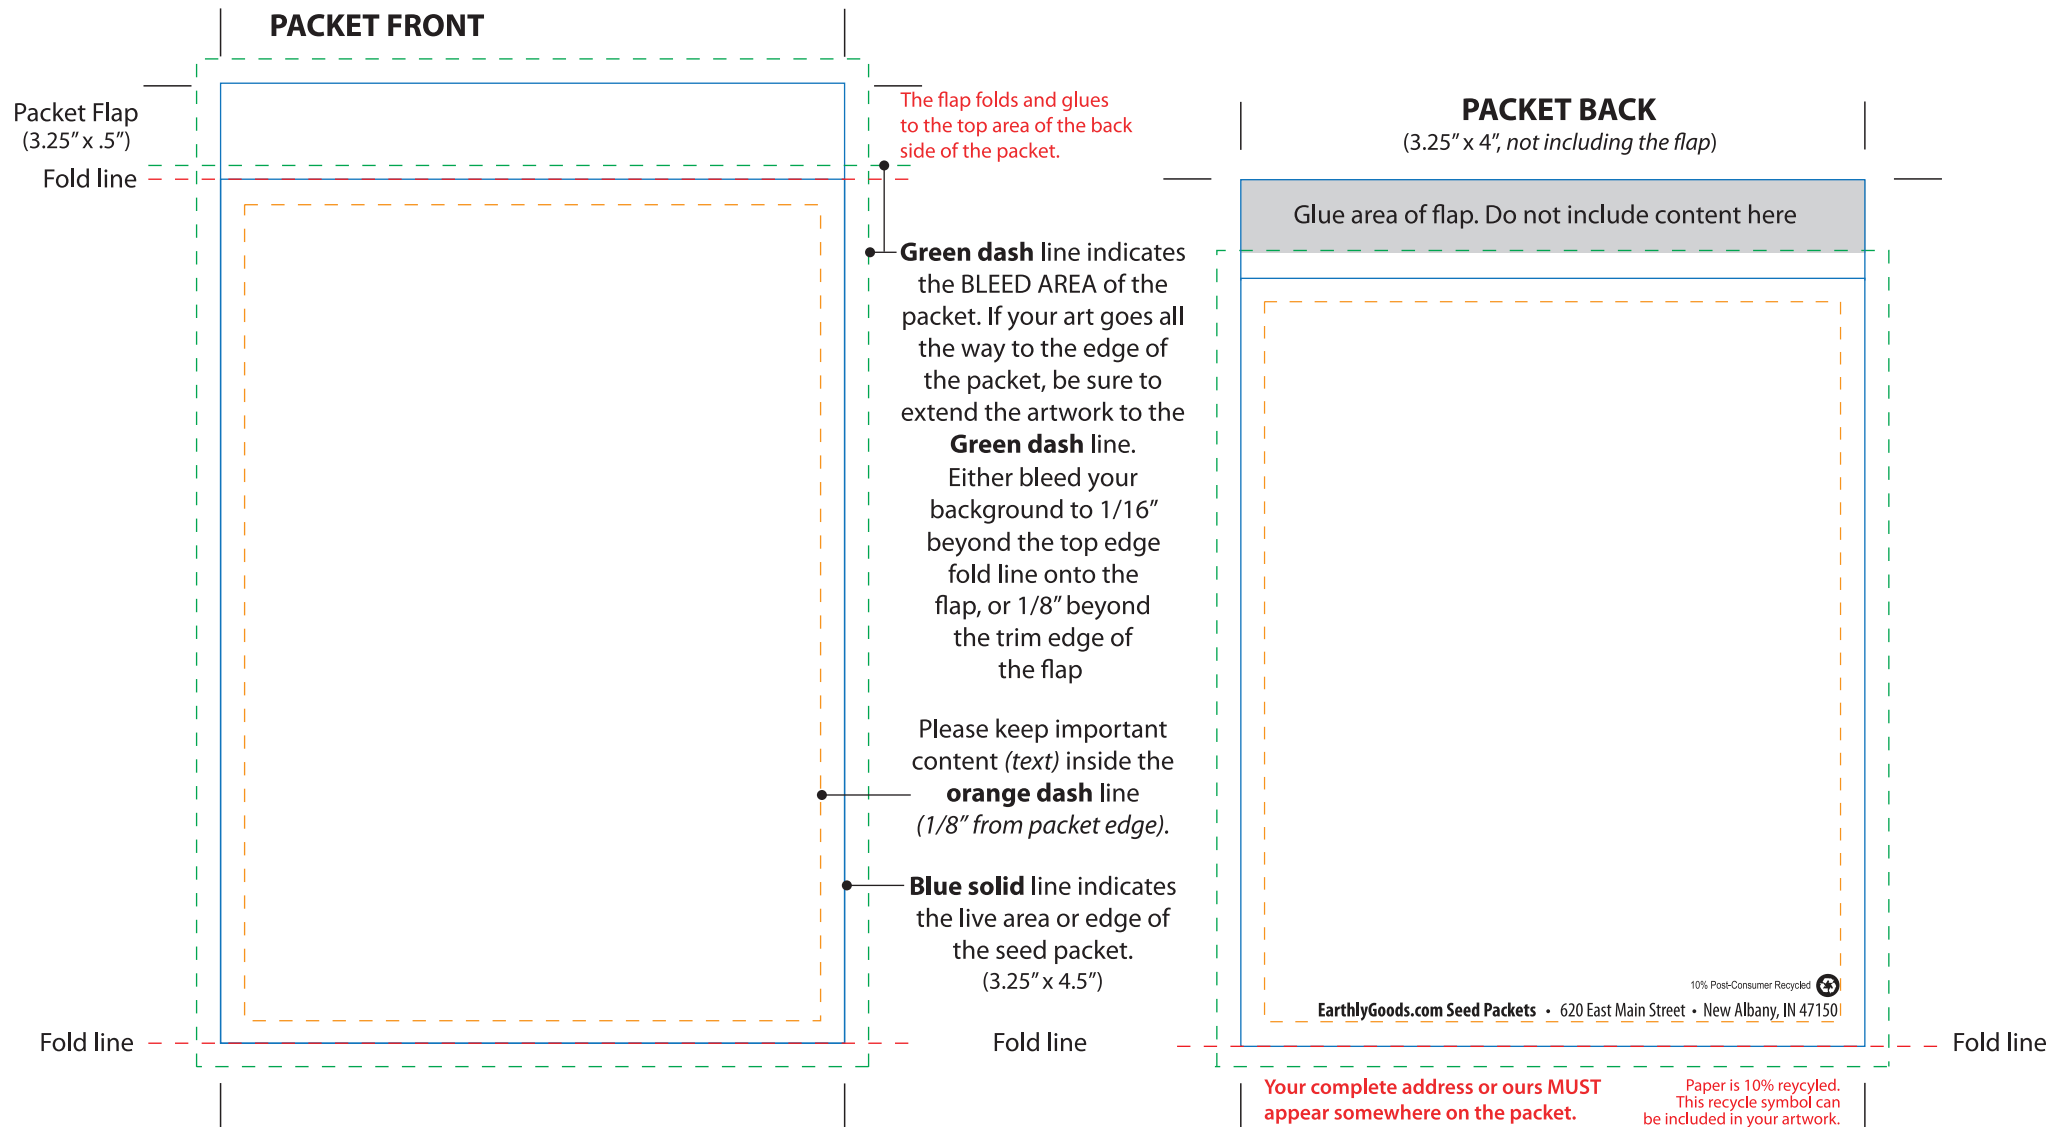 PACKET FRONT
Packet Flap
(3.25” x .5”)
Fold line
The flap folds and glues
to the top area of the back
side of the packet.
Green dash line indicates
the BLEED AREA of the
packet. If your art goes all
the way to the edge of
the packet, be sure to
extend the artwork to the
Green dash line.
Either bleed your
background to 1/16”
beyond the top edge
fold line onto the
flap, or 1/8” beyond
the trim edge of
the flap
Please keep important
content (text) inside the
orange dash line
(1/8” from packet edge).
Blue solid line indicates
the live area or edge of
the seed packet.
(3.25” x 4.5”)
Fold line
Fold line
PACKET BACK
(3.25” x 4”, not including the flap)
Glue area of flap. Do not include content here
10% Post-Consumer Recycled
EarthlyGoods.com Seed Packets • 620 East Main Street • New Albany, IN 47150
Fold line
Your complete address or ours MUST
appear somewhere on the packet.
Paper is 10% reycyled.
This recycle symbol can
be included in your artwork.